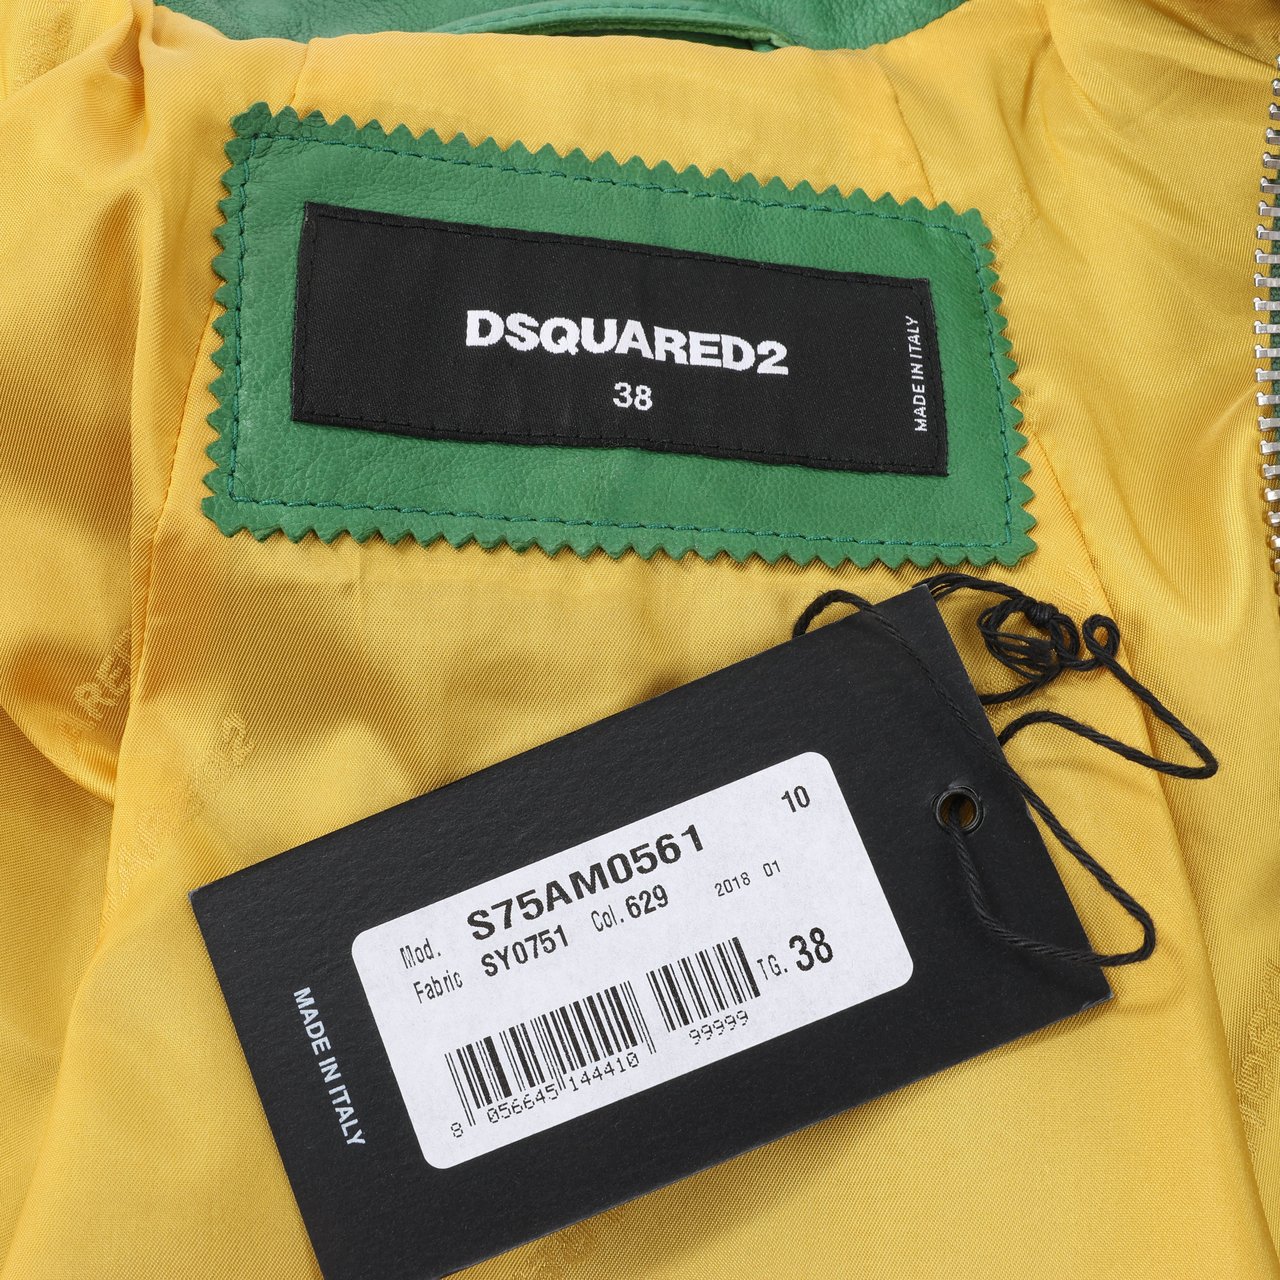 DSQUARED2
38
MADE IN ITALY
10
Mod. S75AM0561
Fabric SY0751 Col. 629 2018 01
TG. 38
8 056645 144410 99999
MADE IN ITALY